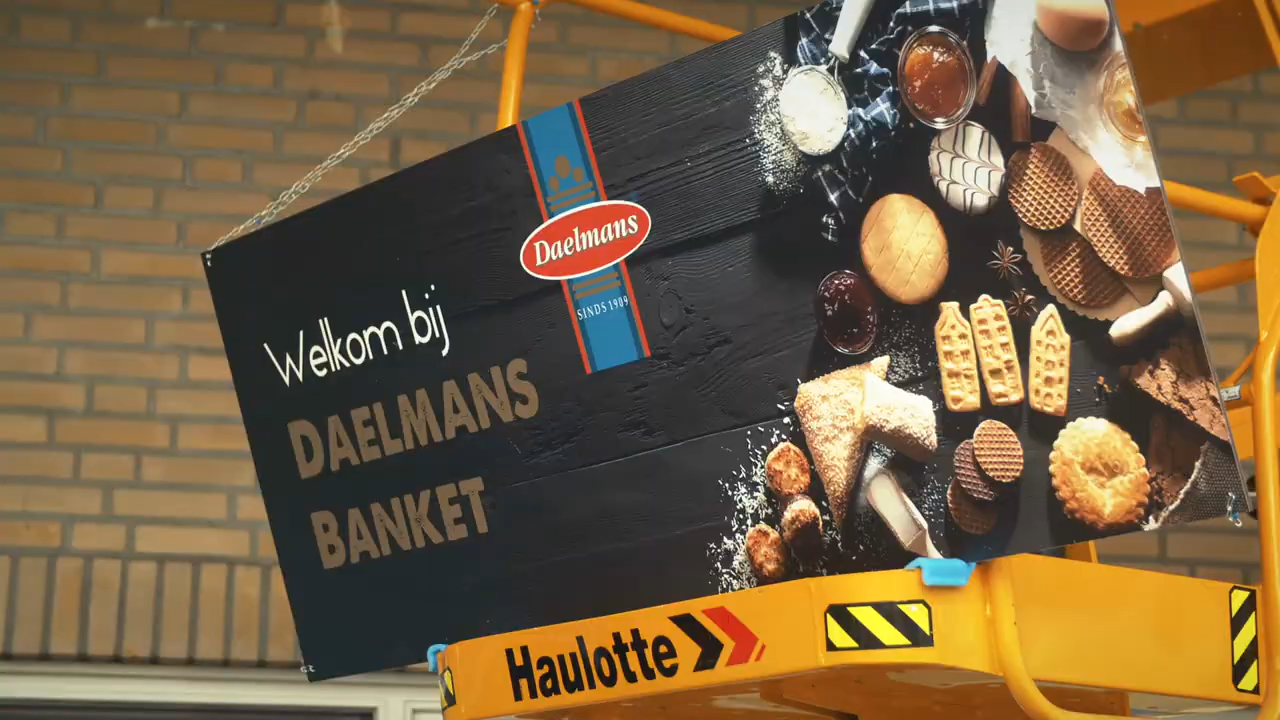 Daelmans
SINDS 1909
Welkom bij
DAELMANS
BANKET
Haulotte